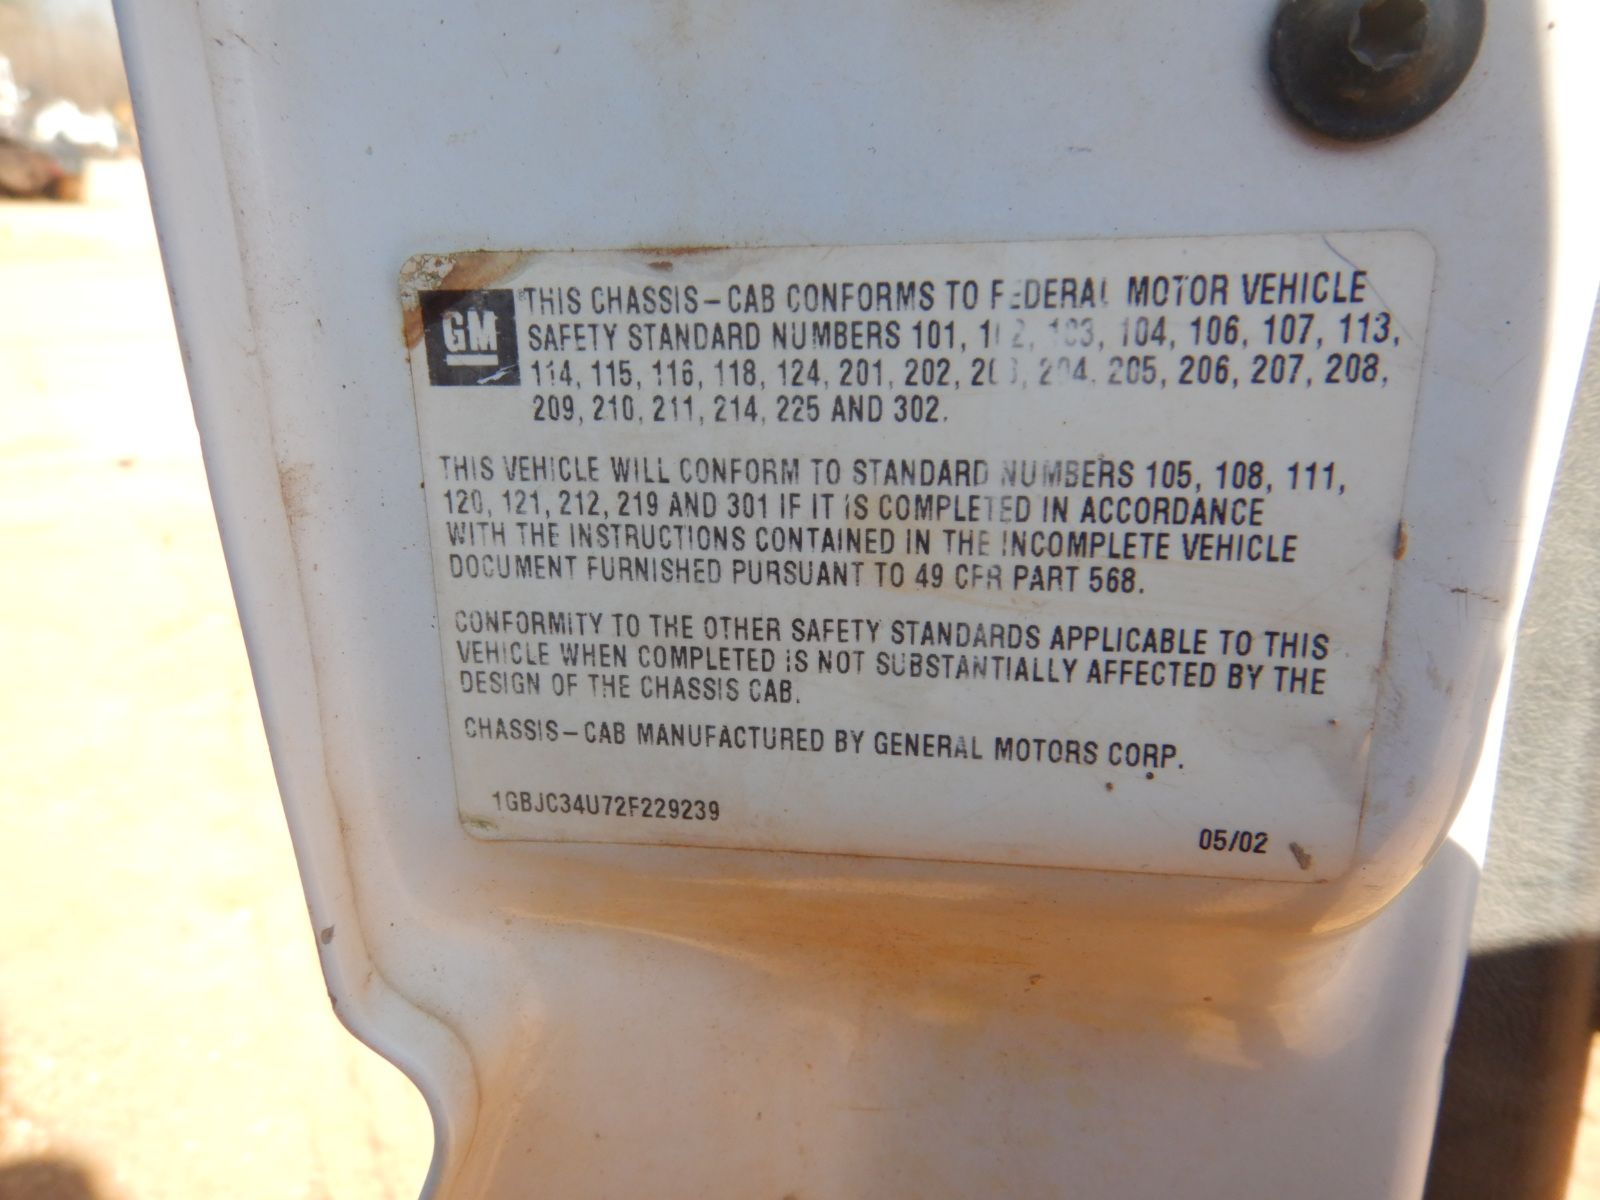 GM
THIS CHASSIS-CAB CONFORMS TO FEDERAL MOTOR VEHICLE
SAFETY STANDARD NUMBERS 101, 102, 103, 104, 106, 107, 113,
114, 115, 116, 118, 124, 201, 202, 203, 204, 205, 206, 207, 208,
209, 210, 211, 214, 225 AND 302.
THIS VEHICLE WILL CONFORM TO STANDARD NUMBERS 105, 108, 111,
120, 121, 212, 219 AND 301 IF IT IS COMPLETED IN ACCORDANCE
WITH THE INSTRUCTIONS CONTAINED IN THE INCOMPLETE VEHICLE
DOCUMENT FURNISHED PURSUANT TO 49 CFR PART 568.
CONFORMITY TO THE OTHER SAFETY STANDARDS APPLICABLE TO THIS
VEHICLE WHEN COMPLETED IS NOT SUBSTANTIALLY AFFECTED BY THE
DESIGN OF THE CHASSIS CAB.
CHASSIS-CAB MANUFACTURED BY GENERAL MOTORS CORP.
1GBJC34U72F229239
05/02